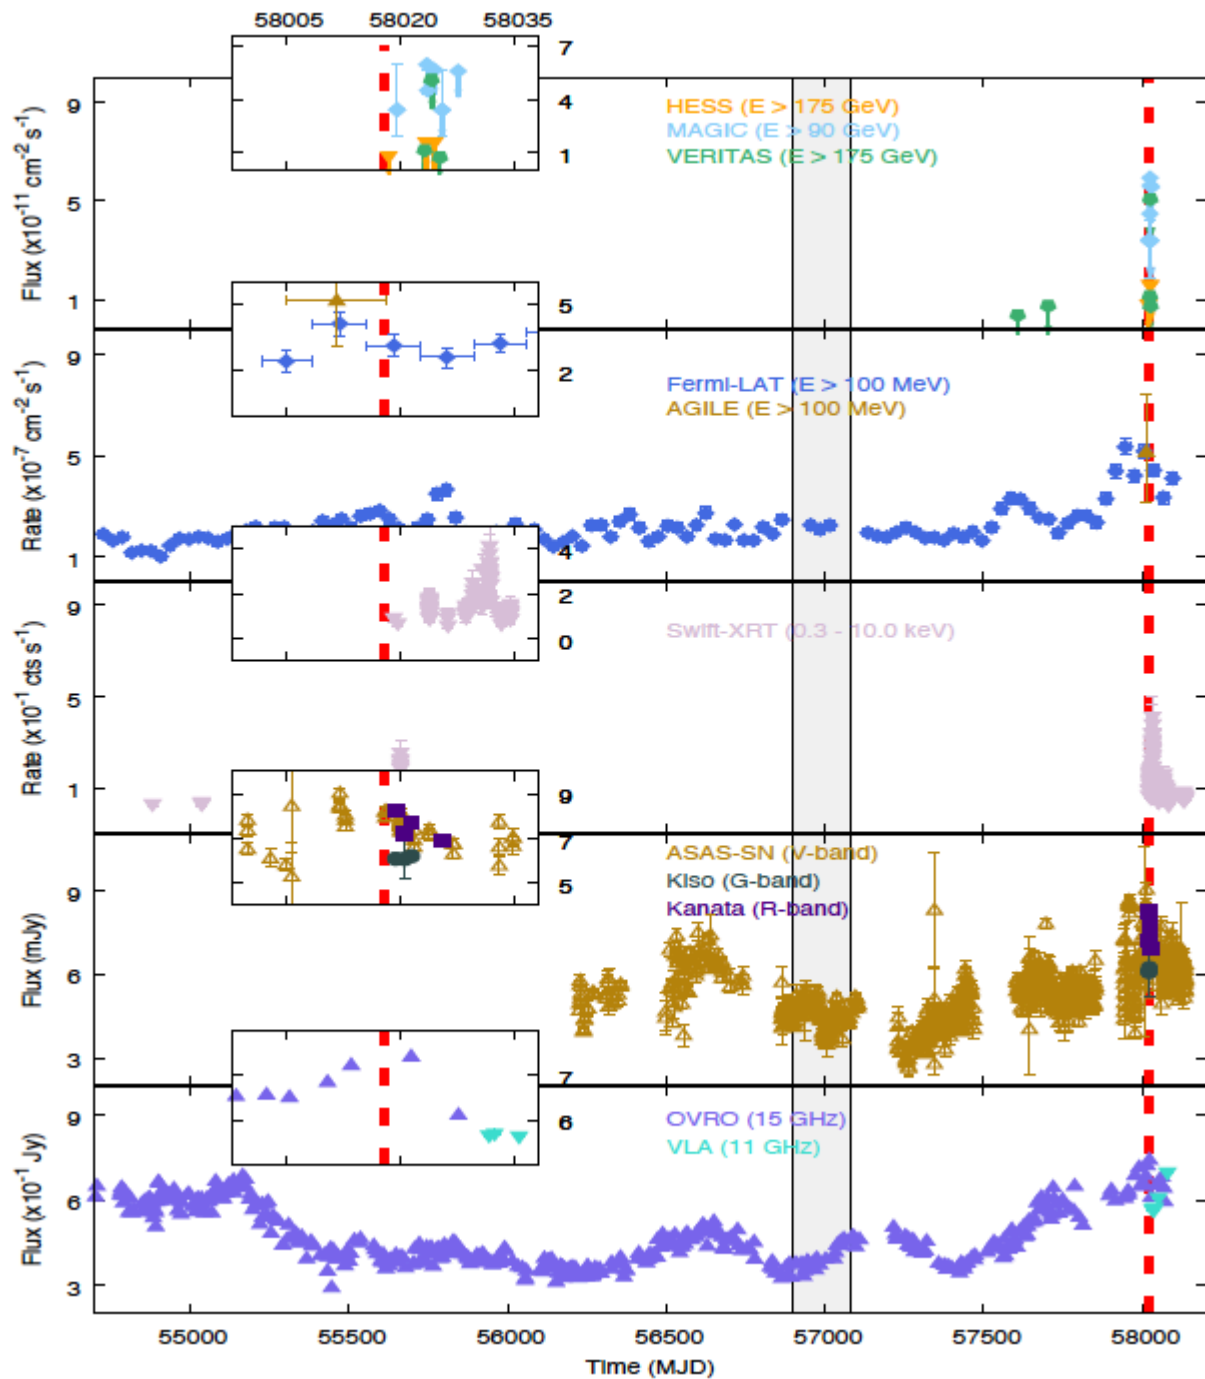 58005 58020 58035
7
4
1
9
5
1
Flux (x10⁻¹¹ cm⁻² s⁻¹)
HESS (E > 175 GeV)
MAGIC (E > 90 GeV)
VERITAS (E > 175 GeV)
5
2
9
5
1
Rate (x10⁻⁷ cm⁻² s⁻¹)
Fermi-LAT (E > 100 MeV)
AGILE (E > 100 MeV)
4
2
0
9
5
1
Rate (x10⁻¹ cts s⁻¹)
Swift-XRT (0.3 - 10.0 keV)
9
7
5
9
6
3
Flux (mJy)
ASAS-SN (V-band)
Kiso (G-band)
Kanata (R-band)
7
6
9
6
3
Flux (x10⁻¹ Jy)
OVRO (15 GHz)
VLA (11 GHz)
55000 55500 56000 56500 57000 57500 58000
Time (MJD)